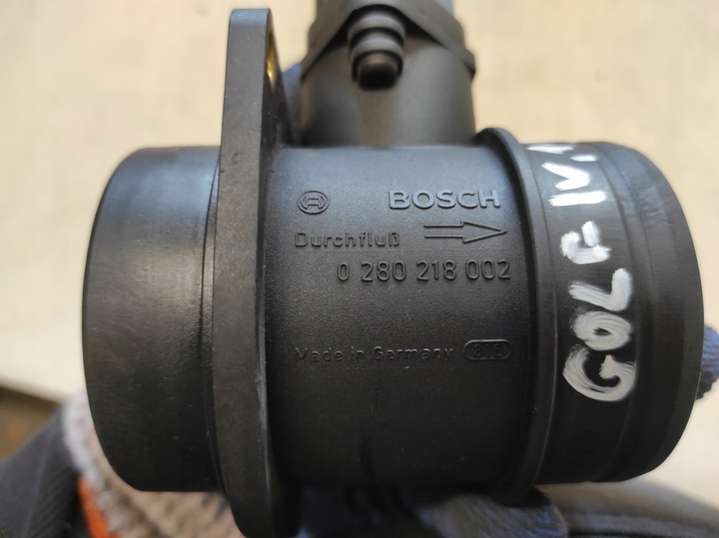 BOSCH
Durchfluß
0 280 218 002
Made in Germany
GOLF IV